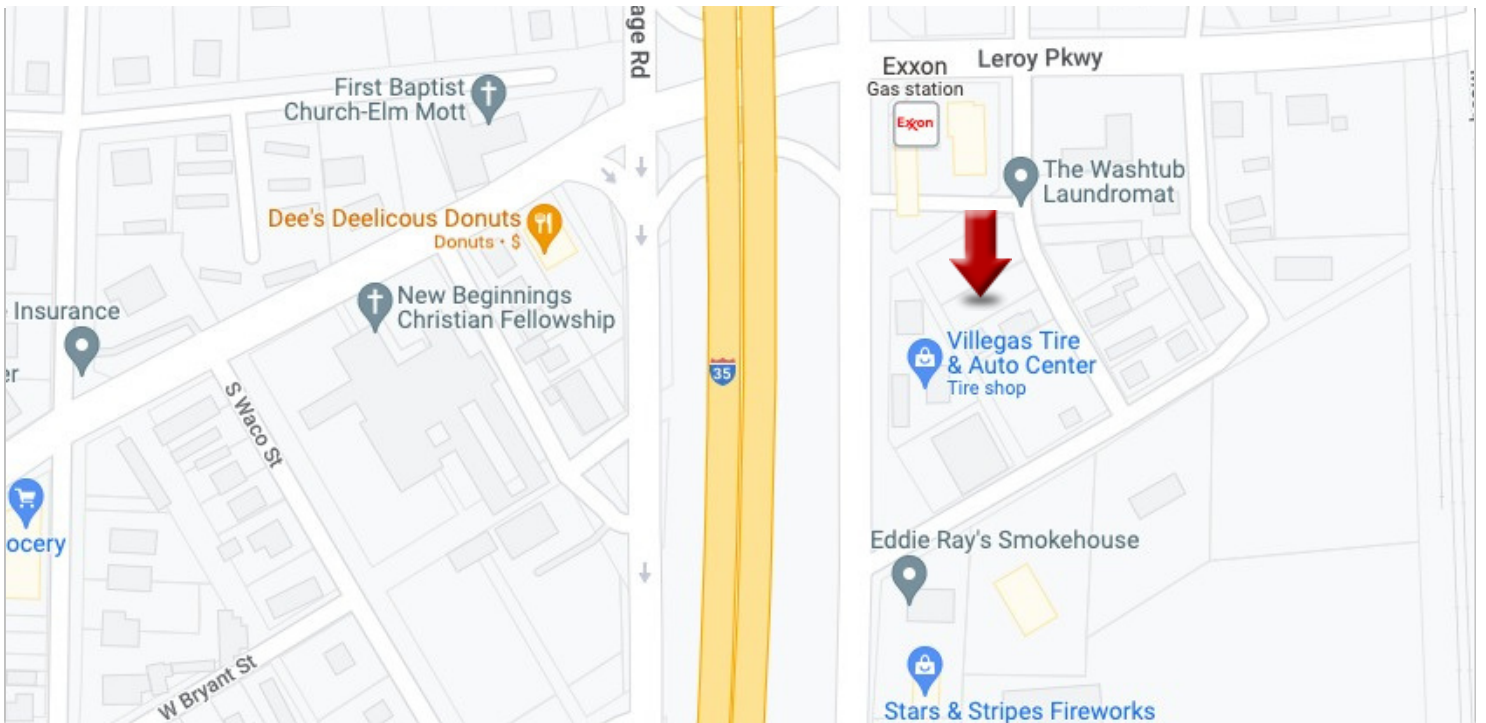 age Rd
First Baptist
Church-Elm Mott
Exxon
Gas station
Exxon
Leroy Pkwy
The Washtub
Laundromat
Dee's Deelicous Donuts
Donuts • $
New Beginnings
Christian Fellowship
Insurance
er
35
Villegas Tire
& Auto Center
Tire shop
S Waco St
ocery
Eddie Ray's Smokehouse
W Bryant St
Stars & Stripes Fireworks